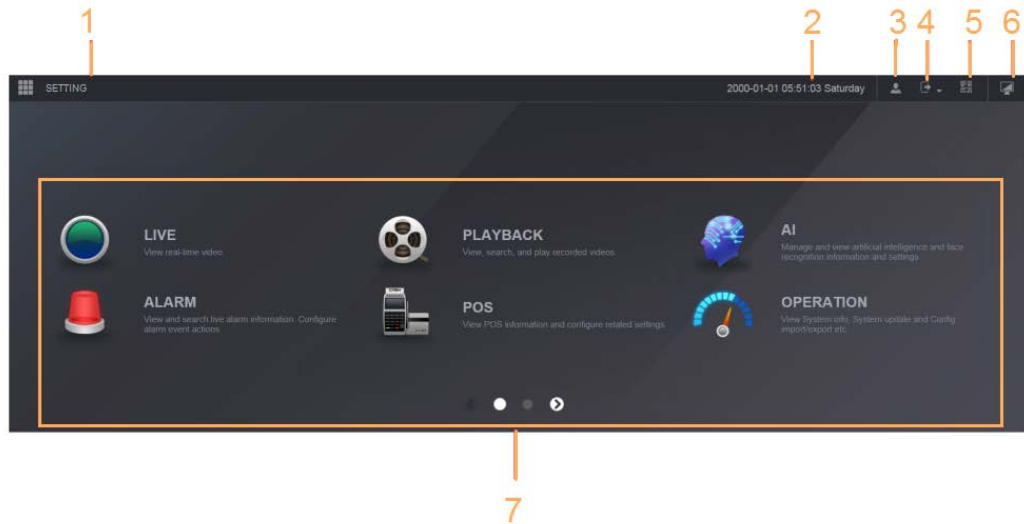 1 2 3 4 5 6
SETTING 2000-01-01 05:51:03 Saturday
LIVE
View real-time video
PLAYBACK
View, search, and play recorded videos
AI
Manage and view artificial intelligence and face
recognition information and settings
ALARM
View and search live alarm information. Configure
alarm event actions
POS
View POS information and configure related settings
OPERATION
View System info, System update and Config
import/export etc
7